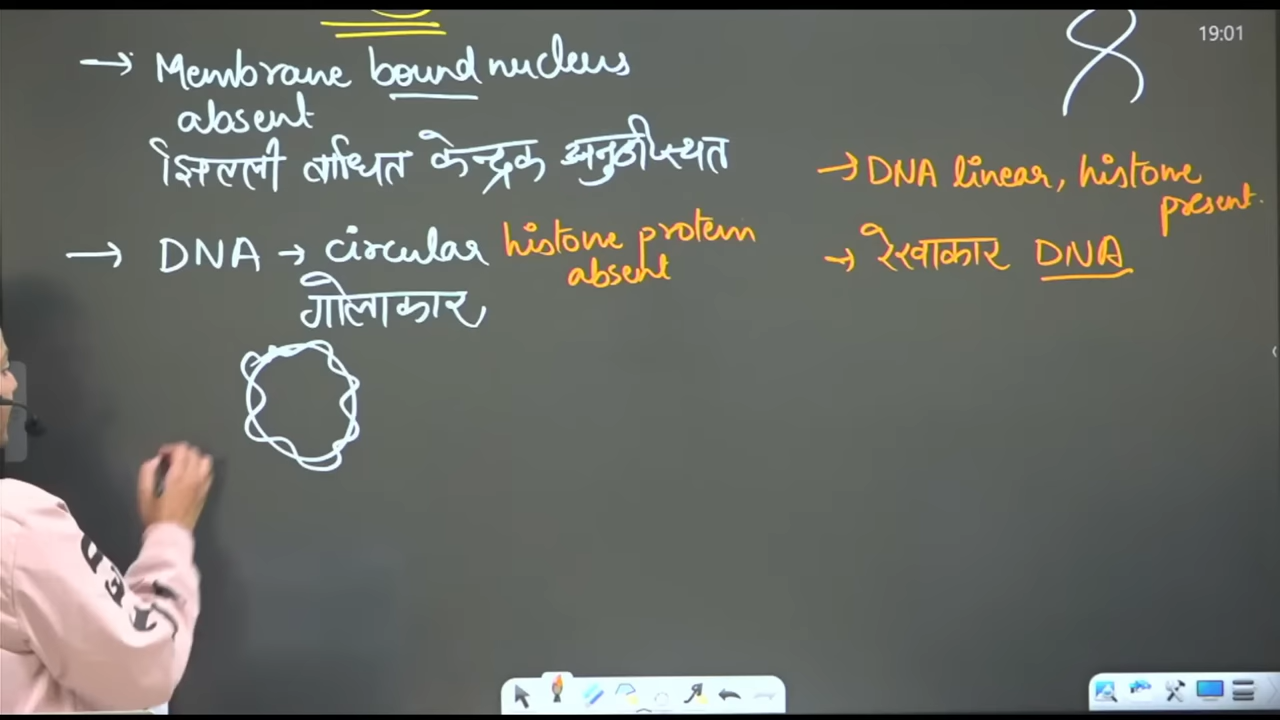 19:01
→ Membrane bound nucleus
absent
झिल्ली बाधित केन्द्रक अनुपस्थित
→ DNA → circular histone protein
absent
गोलाकार
→ DNA linear, histone
present.
→ रेखाकार DNA